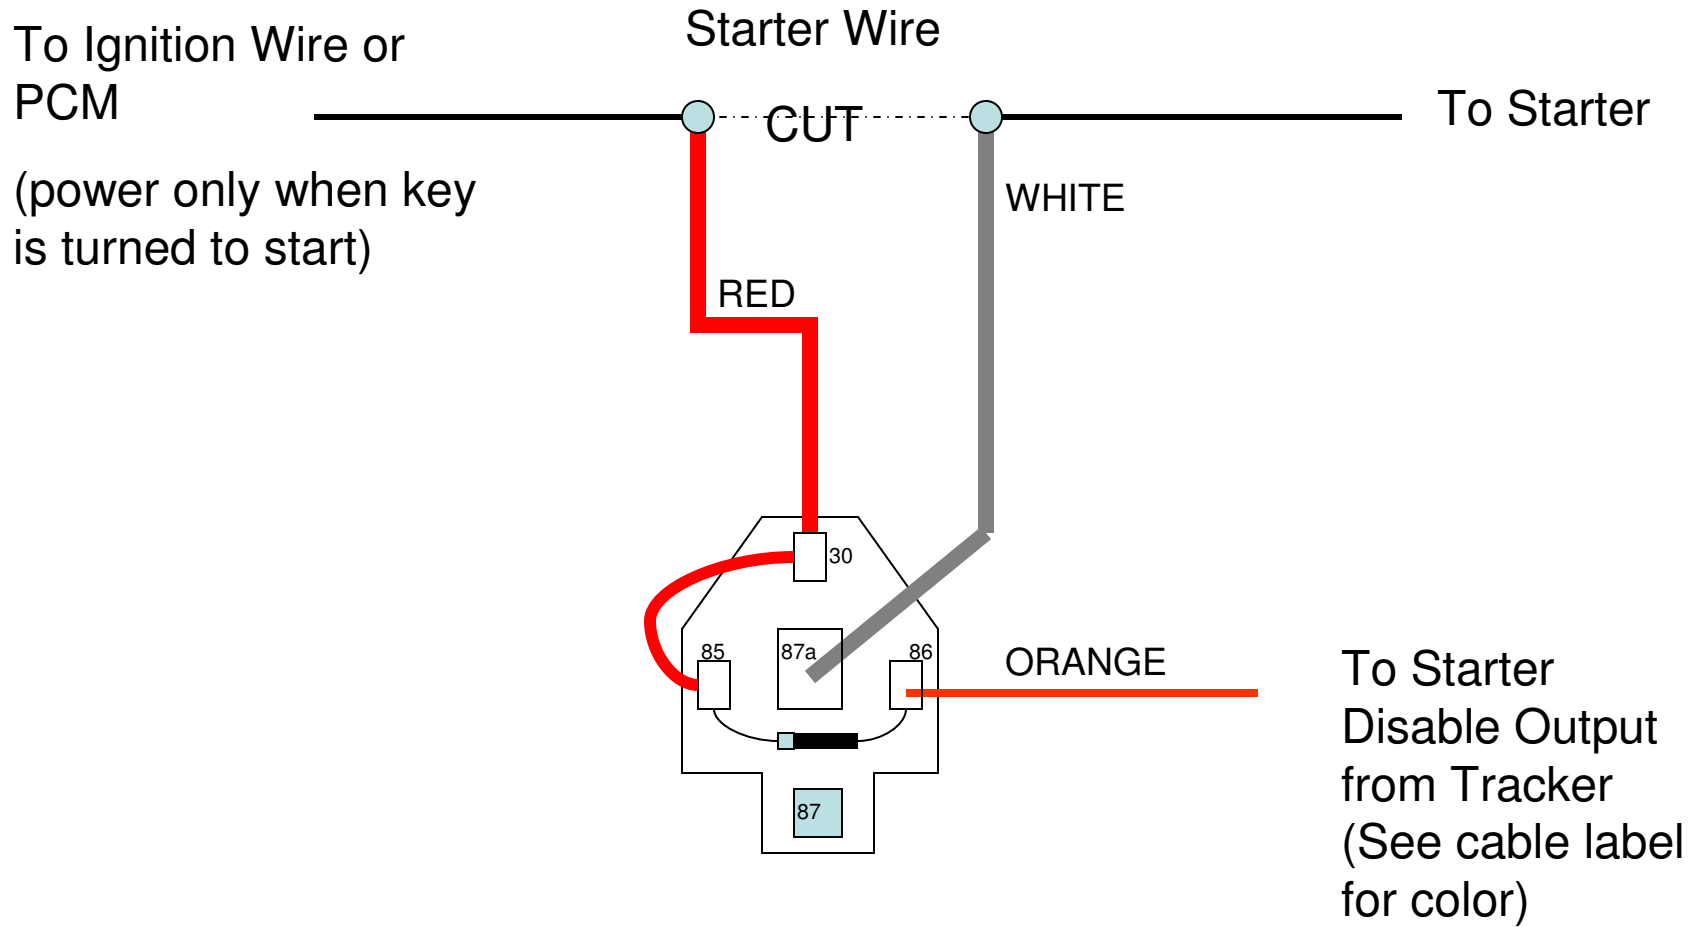 Starter Wire
To Ignition Wire or
PCM
(power only when key
is turned to start)
CUT
To Starter
WHITE
RED
30
85
87a
86
87
ORANGE
To Starter
Disable Output
from Tracker
(See cable label
for color)